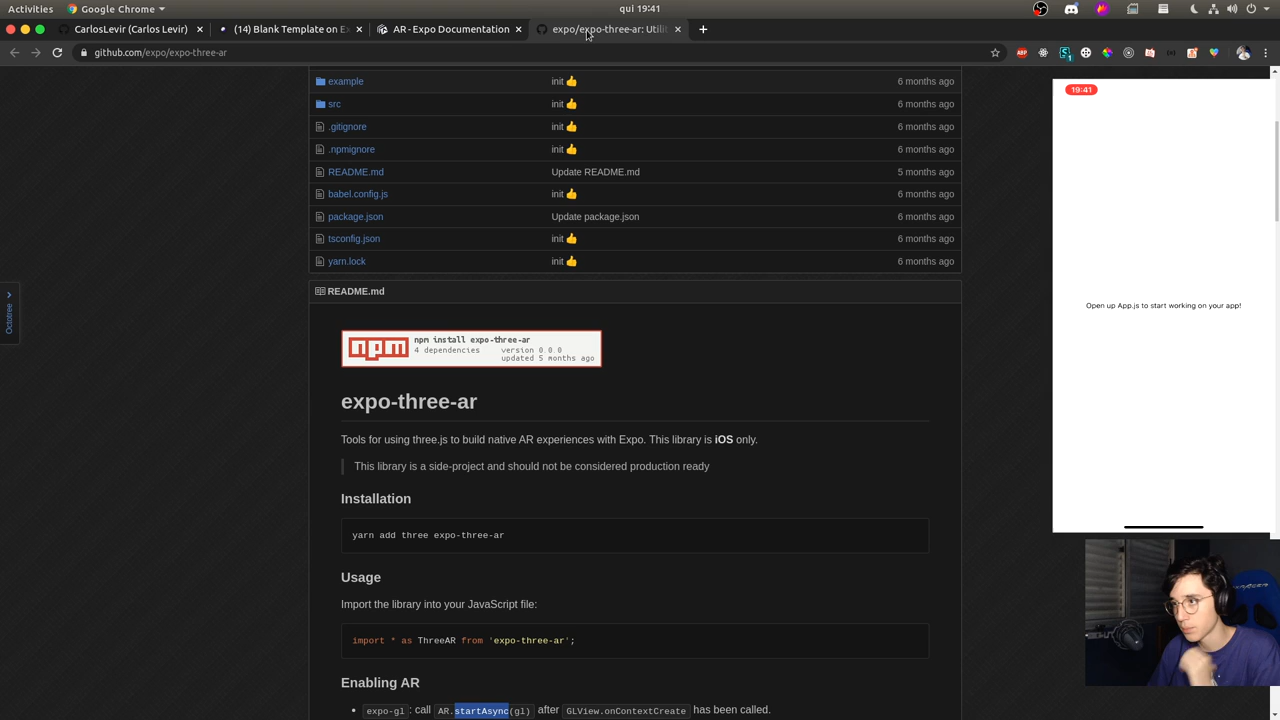 Activities Google Chrome qui 19:41
CarlosLevir (Carlos Levir) (14) Blank Template on Ex AR - Expo Documentation expo/expo-three-ar: Utilit
github.com/expo/expo-three-ar
example init 👍 6 months ago
src init 👍 6 months ago
.gitignore init 👍 6 months ago
.npmignore init 👍 6 months ago
README.md Update README.md 5 months ago
babel.config.js init 👍 6 months ago
package.json Update package.json 6 months ago
tsconfig.json init 👍 6 months ago
yarn.lock init 👍 6 months ago
Octotree
README.md
npm npm install expo-three-ar
4 dependencies version 0.0.0
updated 5 months ago
expo-three-ar
Tools for using three.js to build native AR experiences with Expo. This library is iOS only.
This library is a side-project and should not be considered production ready
Installation
yarn add three expo-three-ar
Usage
Import the library into your JavaScript file:
import * as ThreeAR from 'expo-three-ar';
Enabling AR
• expo-gl : call AR.startAsync(gl) after GLView.onContextCreate has been called.
19:41
Open up App.js to start working on your app!